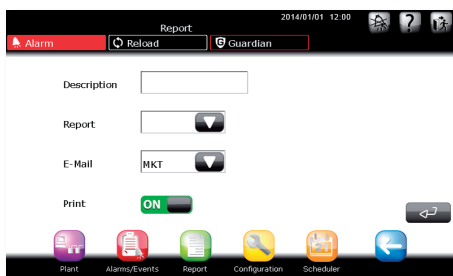 2014/01/01 12:00
Report
?
Alarm
Reload
G Guardian
Description
Report
E-Mail MKT
Print ON
Plant Alarms/Events Report Configuration Scheduler